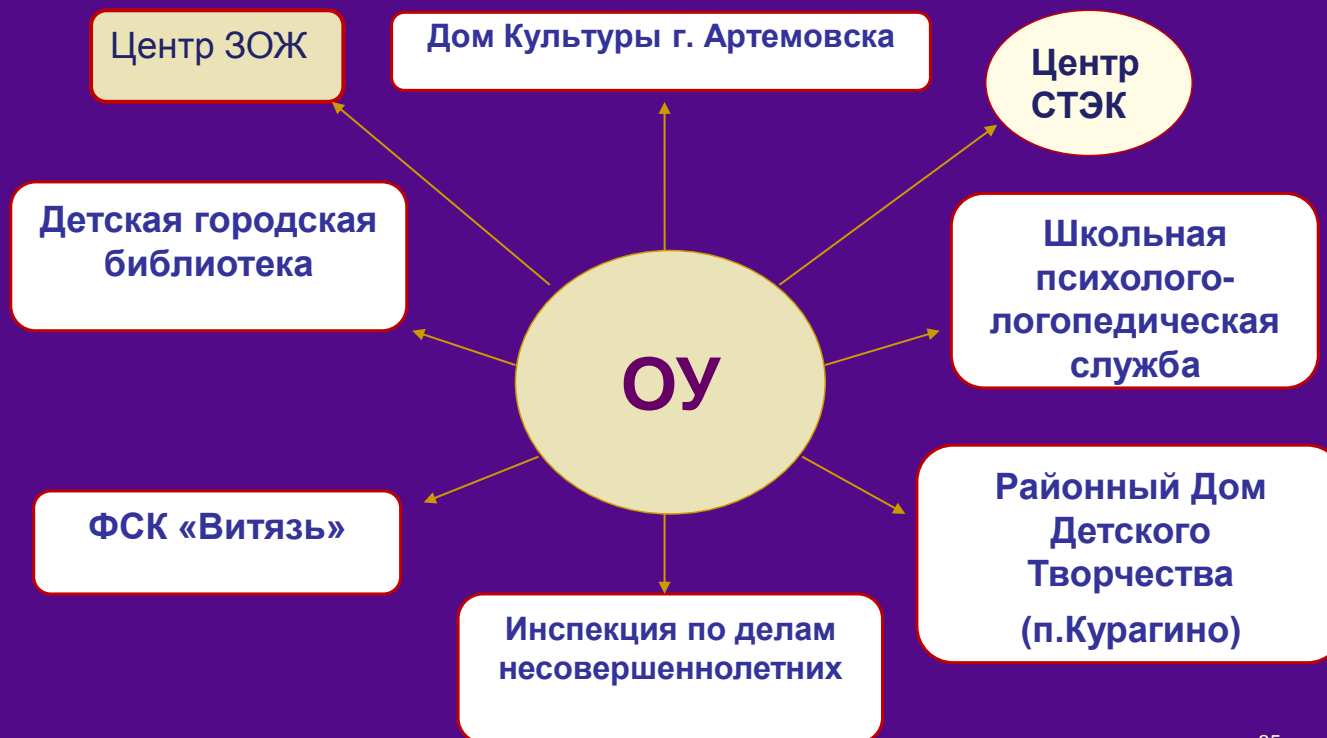 Центр ЗОЖ
Дом Культуры г. Артемовска
Центр
СТЭК
Детская городская
библиотека
Школьная
психолого-
логопедическая
служба
ОУ
ФСК «Витязь»
Районный Дом
Детского
Творчества
(п.Курагино)
Инспекция по делам
несовершеннолетних